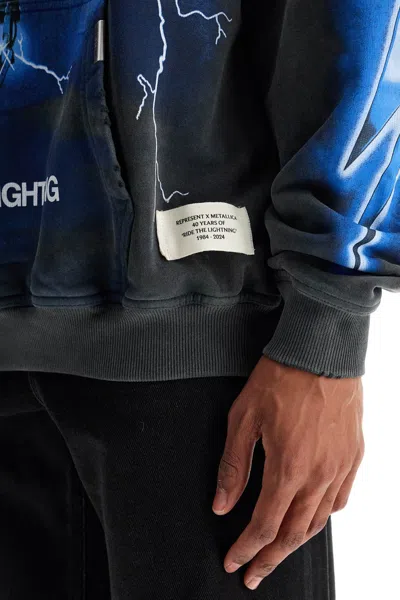 IGHTG
REPRESENT X METALLICA
40 YEARS OF
'RIDE THE LIGHTNING'
1984 - 2024